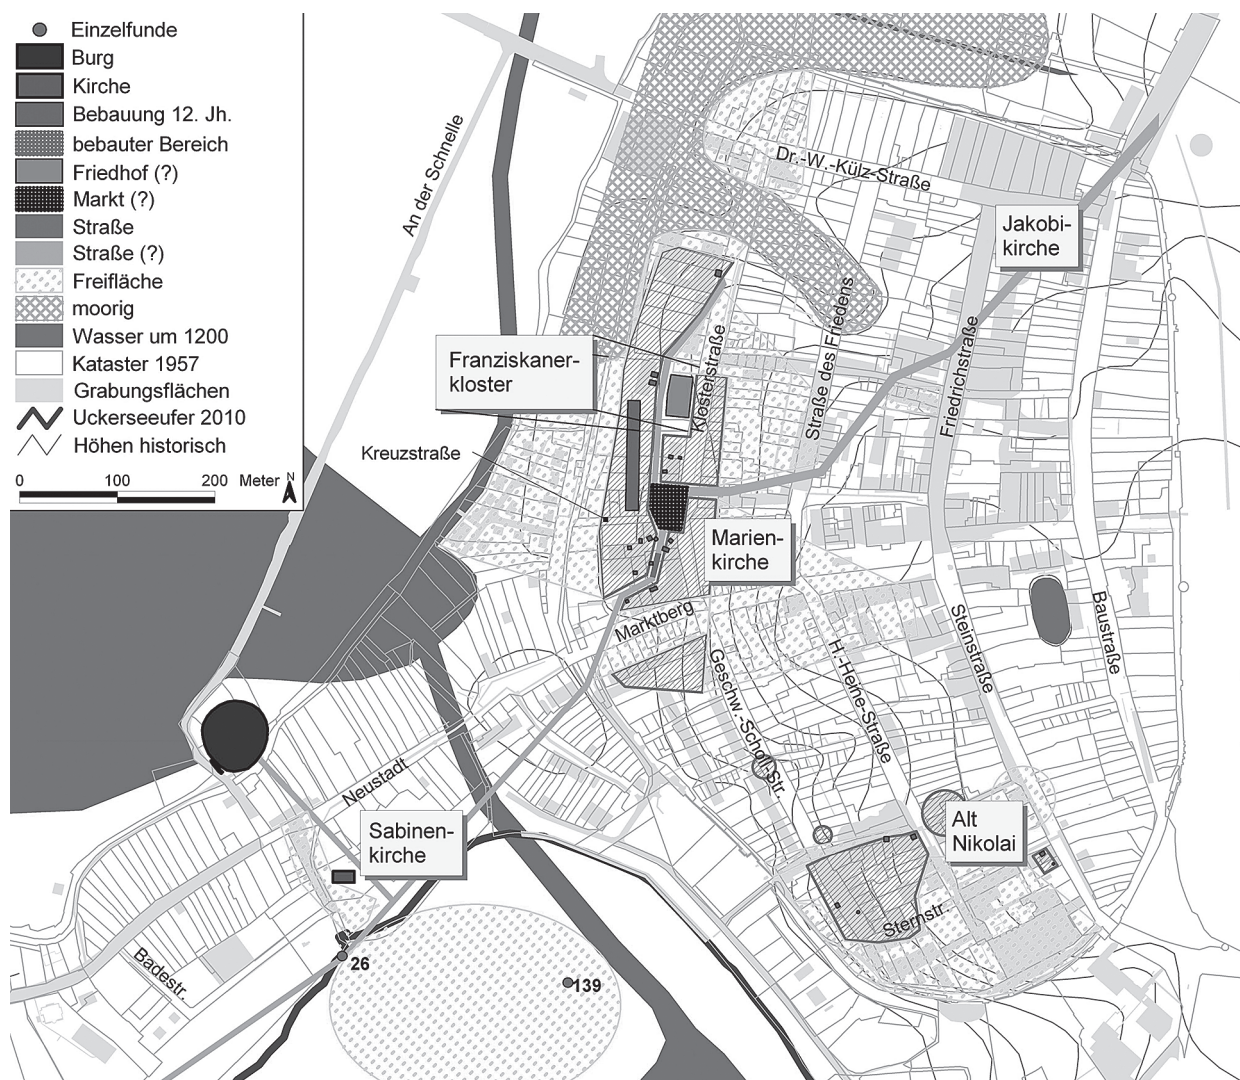 Einzelfunde
Burg
Kirche
Bebauung 12. Jh.
bebauter Bereich
Friedhof (?)
Markt (?)
Straße
Straße (?)
Freifläche
moorig
Wasser um 1200
Kataster 1957
Grabungsflächen
Uckerseeufer 2010
Höhen historisch
0 100 200 Meter N
An der Schnelle
Dr.-W.-Külz-Straße
Jakobi-
kirche
Franziskaner-
kloster
Klosterstraße
Straße des Friedens
Friedrichstraße
Kreuzstraße
Marien-
kirche
Marktberg
Geschw.-Scholl-Str.
H.-Heine-Straße
Steinstraße
Baustraße
Neustadt
Sabinen-
kirche
Alt
Nikolai
Sternstr.
Badestr.
26
139